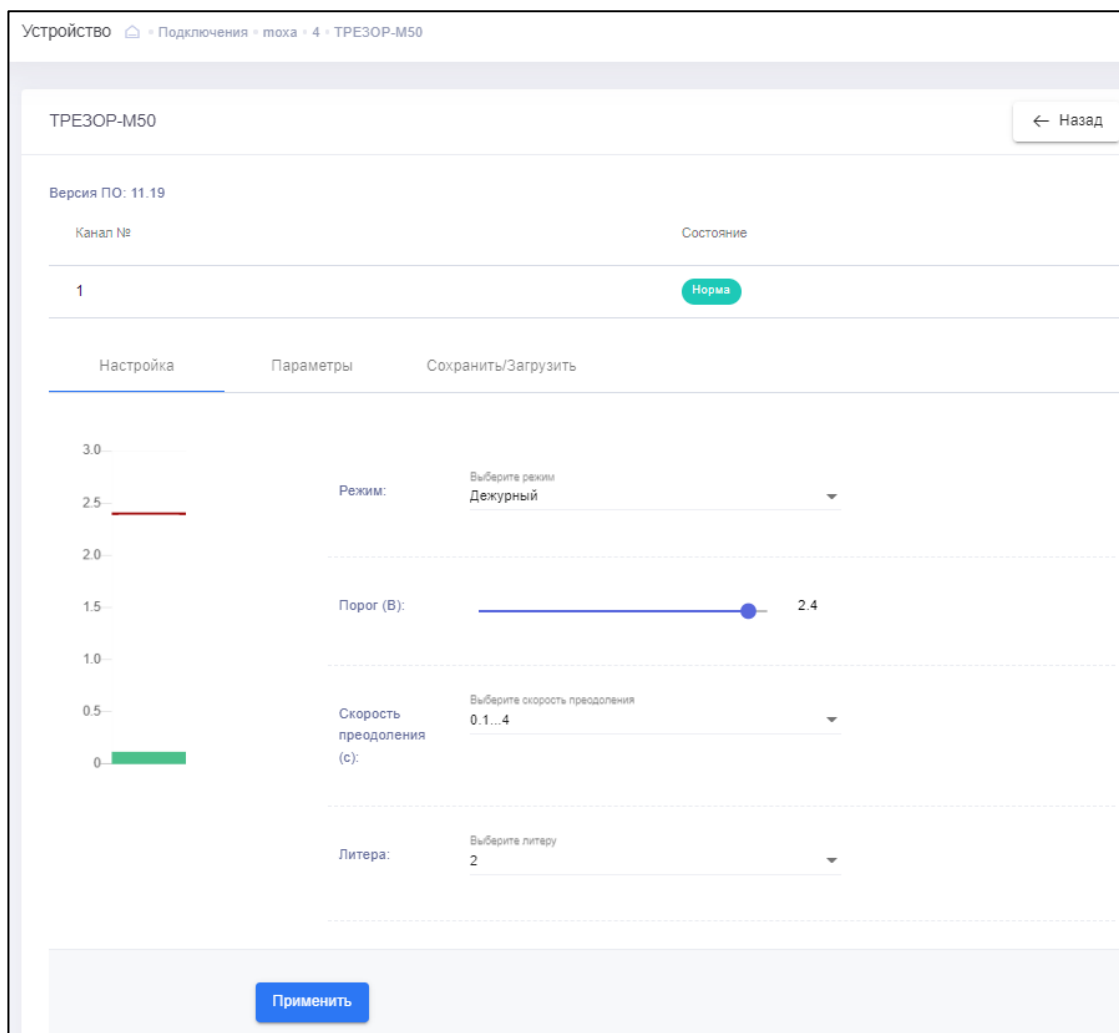 Устройство Подключения moxa 4 ТРЕЗОР-М50
ТРЕЗОР-М50
← Назад
Версия ПО: 11.19
Канал № Состояние
1 Норма
Настройка Параметры Сохранить/Загрузить
3.0
2.5
2.0
1.5
1.0
0.5
0
Режим:
Выберите режим
Дежурный
Порог (В):
2.4
Скорость
преодоления
(с):
Выберите скорость преодоления
0.1...4
Литера:
Выберите литеру
2
Применить